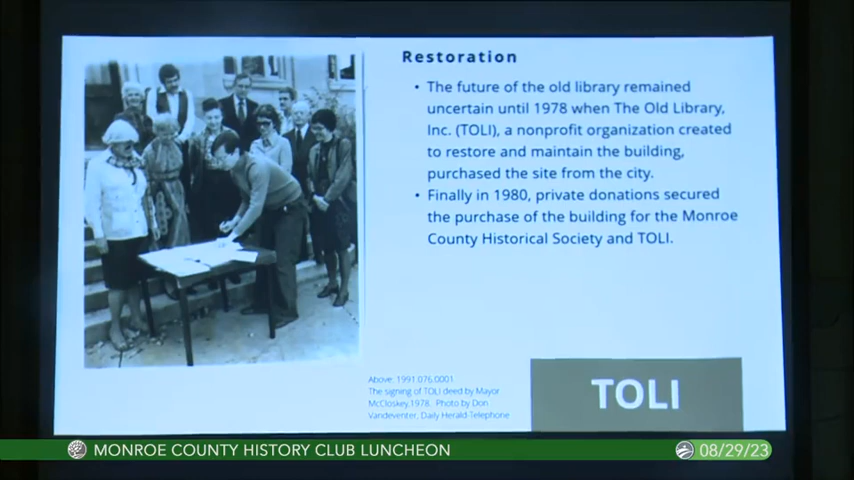 Restoration
• The future of the old library remained
uncertain until 1978 when The Old Library,
Inc. (TOLI), a nonprofit organization created
to restore and maintain the building,
purchased the site from the city.
• Finally in 1980, private donations secured
the purchase of the building for the Monroe
County Historical Society and TOLI.
Above: 1991.076.0001
The signing of TOLI deed by Mayor
McCloskey,1978. Photo by Don
Vandeventer, Daily Herald-Telephone
TOLI
MONROE COUNTY HISTORY CLUB LUNCHEON
08/29/23